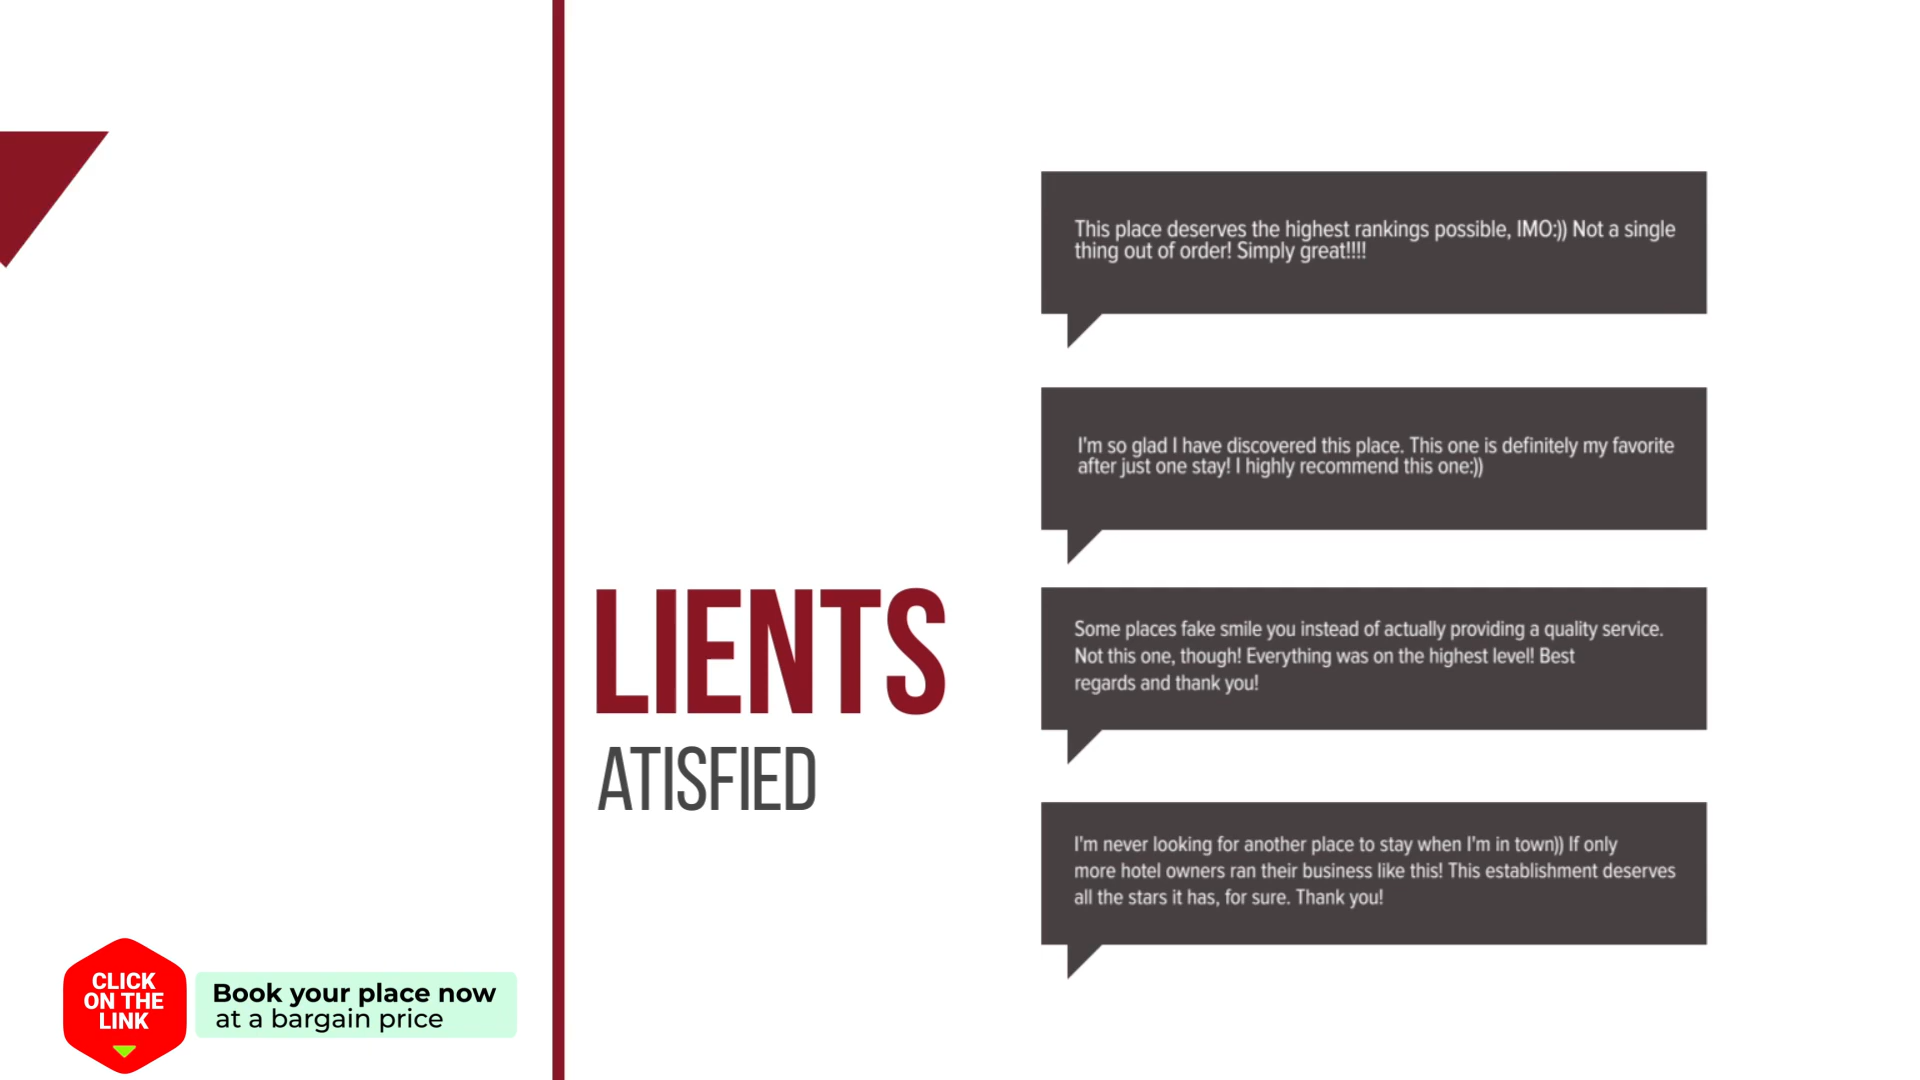 This place deserves the highest rankings possible, IMO:)) Not a single
thing out of order! Simply great!!!!
I'm so glad I have discovered this place. This one is definitely my favorite
after just one stay! I highly recommend this one:))
LIENTS
ATISFIED
Some places fake smile you instead of actually providing a quality service.
Not this one, though! Everything was on the highest level! Best
regards and thank you!
I'm never looking for another place to stay when I'm in town)) If only
more hotel owners ran their business like this! This establishment deserves
all the stars it has, for sure. Thank you!
CLICK
ON THE
LINK
Book your place now
at a bargain price